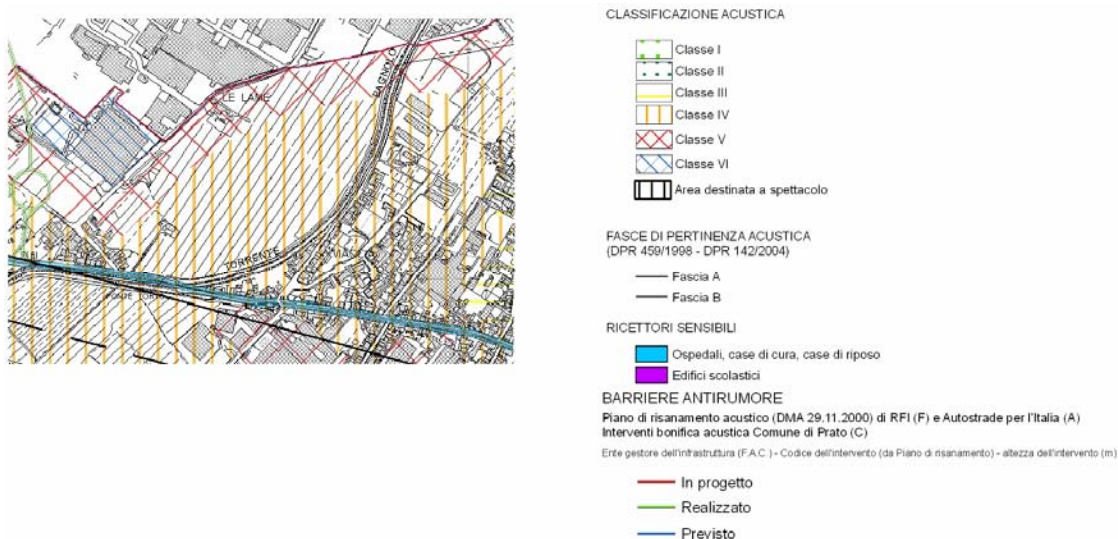 LE LAME
BAGNOLO
TORRENTE
CLASSIFICAZIONE ACUSTICA
Classe I
Classe II
Classe III
Classe IV
Classe V
Classe VI
Area destinata a spettacolo
FASCE DI PERTINENZA ACUSTICA
(DPR 459/1998 - DPR 142/2004)
Fascia A
Fascia B
RICETTORI SENSIBILI
Ospedali, case di cura, case di riposo
Edifici scolastici
BARRIERE ANTIRUMORE
Piano di risanamento acustico (DMA 29.11.2000) di RFI (F) e Autostrade per l'Italia (A)
Interventi bonifica acustica Comune di Prato (C)
Ente gestore dell'infrastruttura (F.A.C.) - Codice dell'intervento (da Piano di risanamento) - altezza dell'intervento (m)
In progetto
Realizzato
Previsto